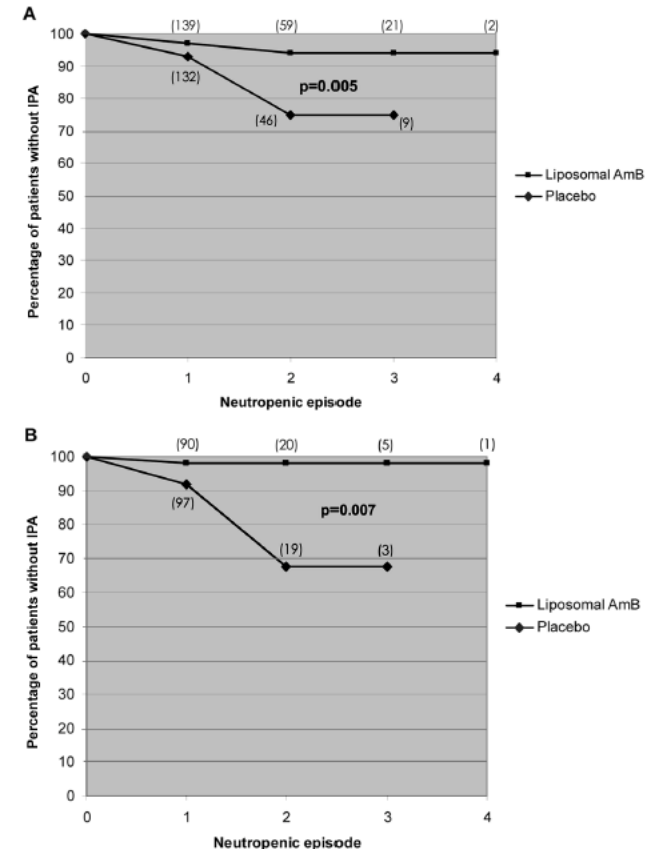 A
(139) (59) (21) (2)
100
90
(132)
p=0.005
80
(46) (9)
70
60
50
40
30
20
10
0
Percentage of patients without IPA
0 1 2 3 4
Neutropenic episode
Liposomal AmB
Placebo
B
(90) (20) (5) (1)
100
90
(97)
p=0.007
80
70
(19) (3)
60
50
40
30
20
10
0
Percentage of patients without IPA
0 1 2 3 4
Neutropenic episode
Liposomal AmB
Placebo